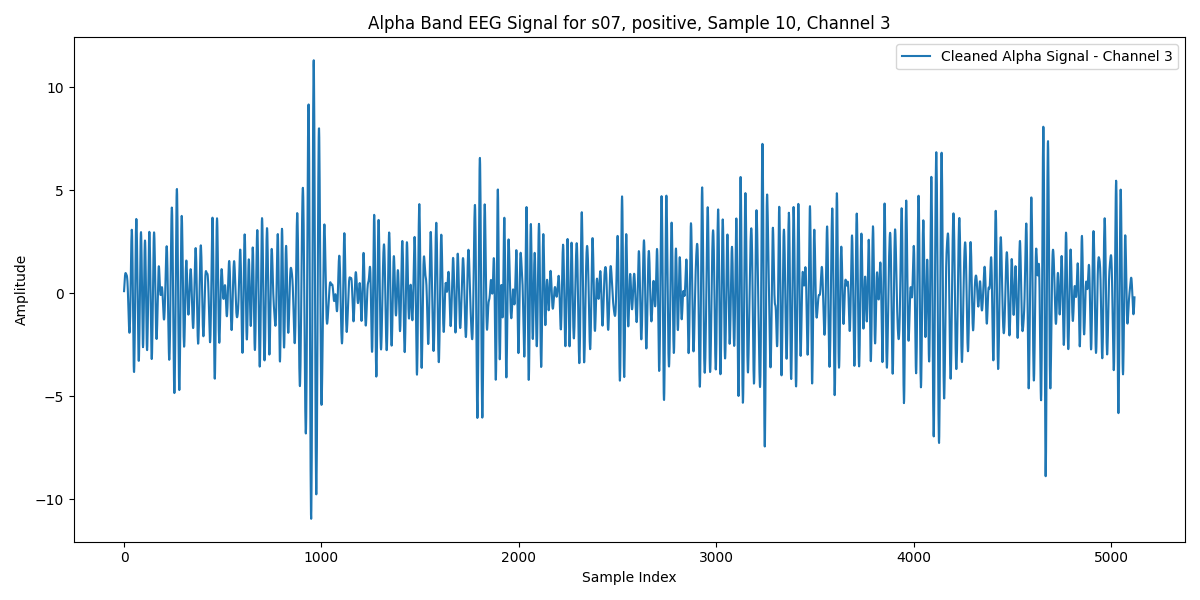 Alpha Band EEG Signal for s07, positive, Sample 10, Channel 3
Cleaned Alpha Signal - Channel 3
Amplitude
10
5
0
−5
−10
0 1000 2000 3000 4000 5000
Sample Index